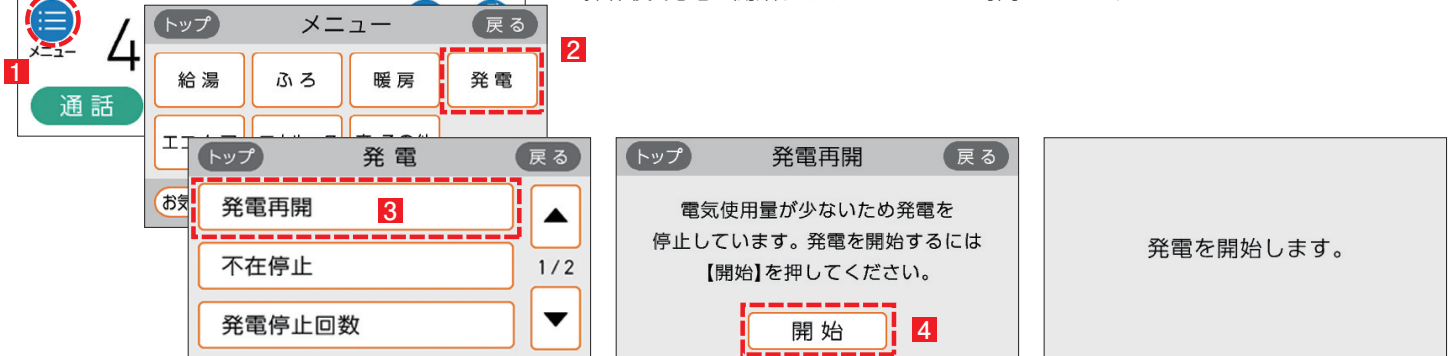 メニュー
4
1
通話
トップ
メニュー
戻る
2
給湯
ふろ
暖房
発電
お気
トップ
発電
戻る
発電再開
3
不在停止
1/2
発電停止回数
トップ
発電再開
戻る
電気使用量が少ないため発電を
停止しています。発電を開始するには
【開始】を押してください。
開始
4
発電を開始します。